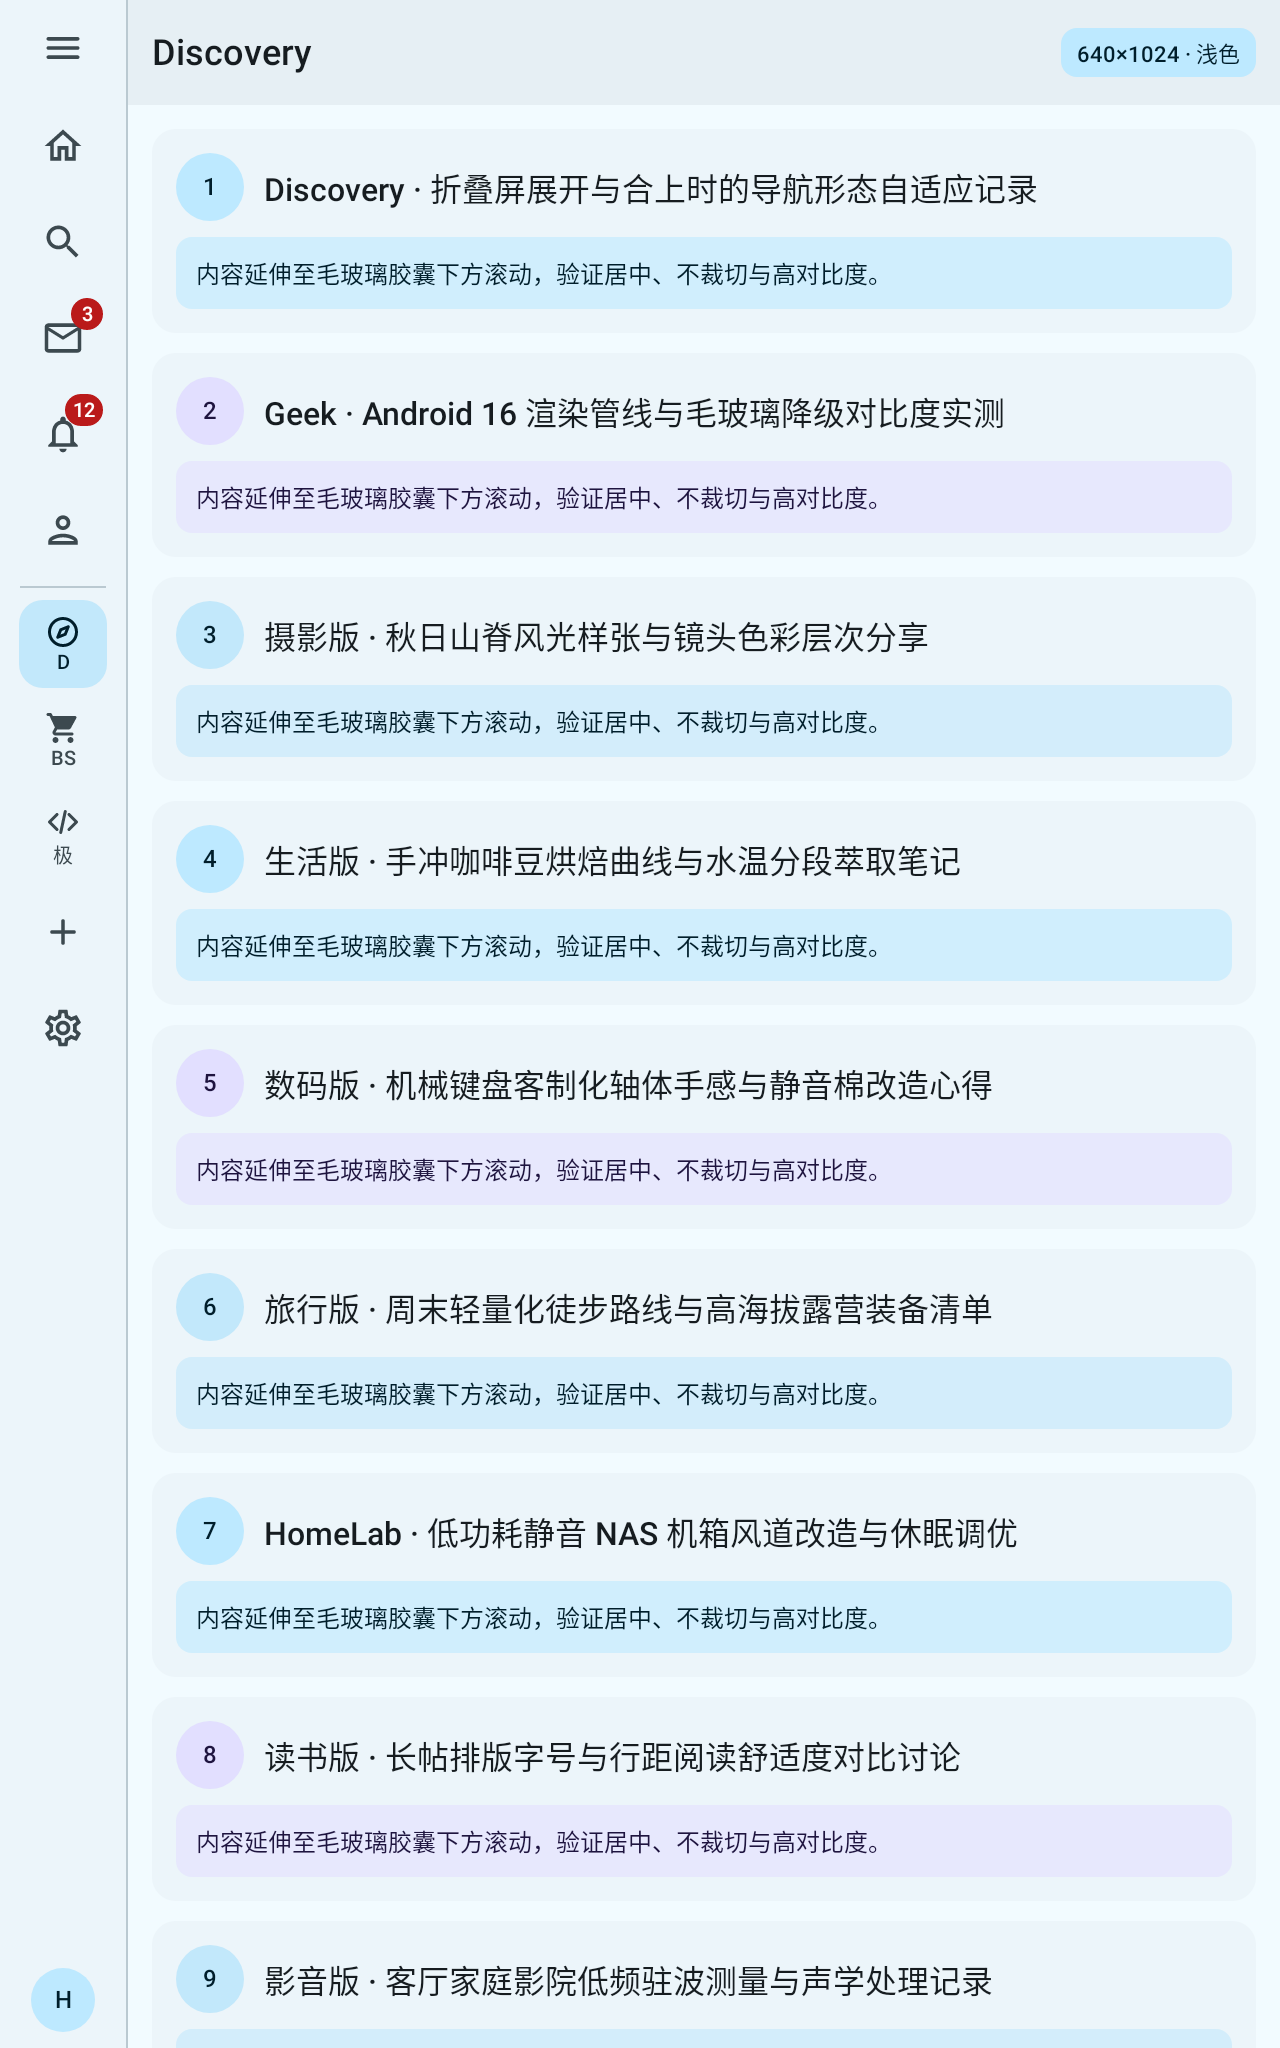 Discovery
640×1024 · 浅色
3
12
D
BS
极
H
1
Discovery · 折叠屏展开与合上时的导航形态自适应记录
内容延伸至毛玻璃胶囊下方滚动，验证居中、不裁切与高对比度。
2
Geek · Android 16 渲染管线与毛玻璃降级对比度实测
内容延伸至毛玻璃胶囊下方滚动，验证居中、不裁切与高对比度。
3
摄影版 · 秋日山脊风光样张与镜头色彩层次分享
内容延伸至毛玻璃胶囊下方滚动，验证居中、不裁切与高对比度。
4
生活版 · 手冲咖啡豆烘焙曲线与水温分段萃取笔记
内容延伸至毛玻璃胶囊下方滚动，验证居中、不裁切与高对比度。
5
数码版 · 机械键盘客制化轴体手感与静音棉改造心得
内容延伸至毛玻璃胶囊下方滚动，验证居中、不裁切与高对比度。
6
旅行版 · 周末轻量化徒步路线与高海拔露营装备清单
内容延伸至毛玻璃胶囊下方滚动，验证居中、不裁切与高对比度。
7
HomeLab · 低功耗静音 NAS 机箱风道改造与休眠调优
内容延伸至毛玻璃胶囊下方滚动，验证居中、不裁切与高对比度。
8
读书版 · 长帖排版字号与行距阅读舒适度对比讨论
内容延伸至毛玻璃胶囊下方滚动，验证居中、不裁切与高对比度。
9
影音版 · 客厅家庭影院低频驻波测量与声学处理记录